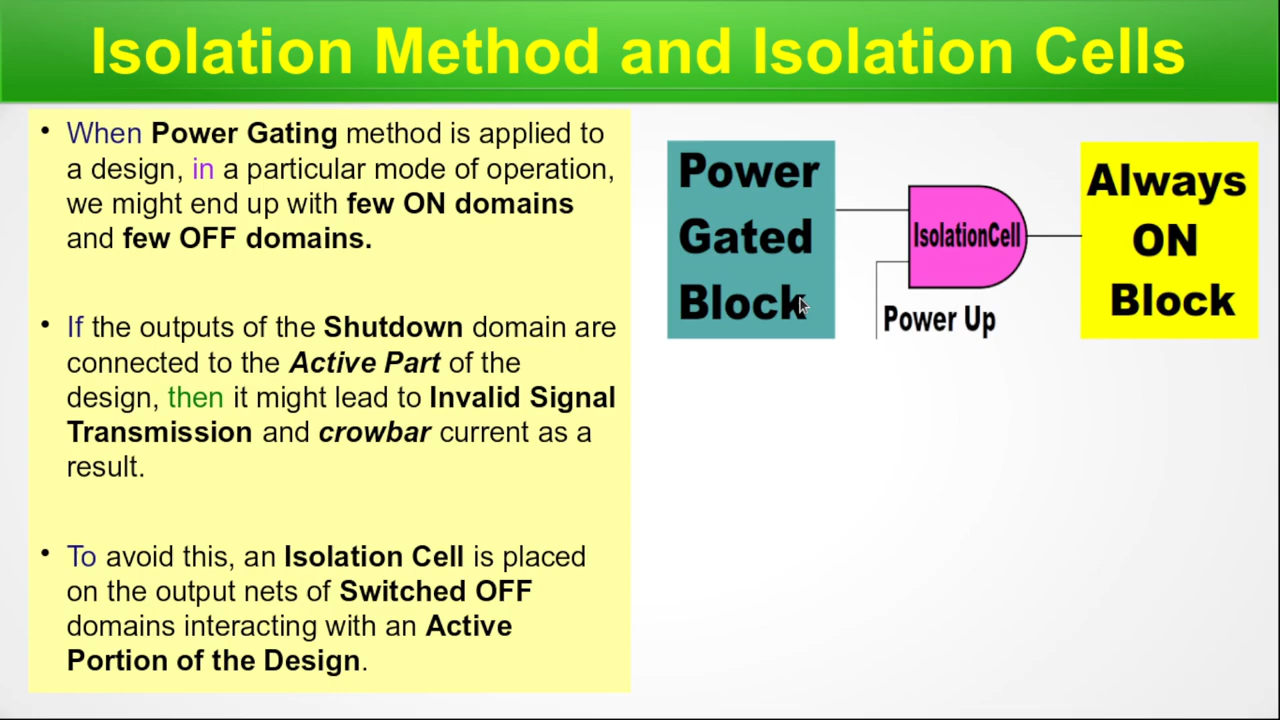 Isolation Method and Isolation Cells
• When Power Gating method is applied to
a design, in a particular mode of operation,
we might end up with few ON domains
and few OFF domains.
• If the outputs of the Shutdown domain are
connected to the Active Part of the
design, then it might lead to Invalid Signal
Transmission and crowbar current as a
result.
• To avoid this, an Isolation Cell is placed
on the output nets of Switched OFF
domains interacting with an Active
Portion of the Design.
Power
Gated
Block
IsolationCell
Power Up
Always
ON
Block